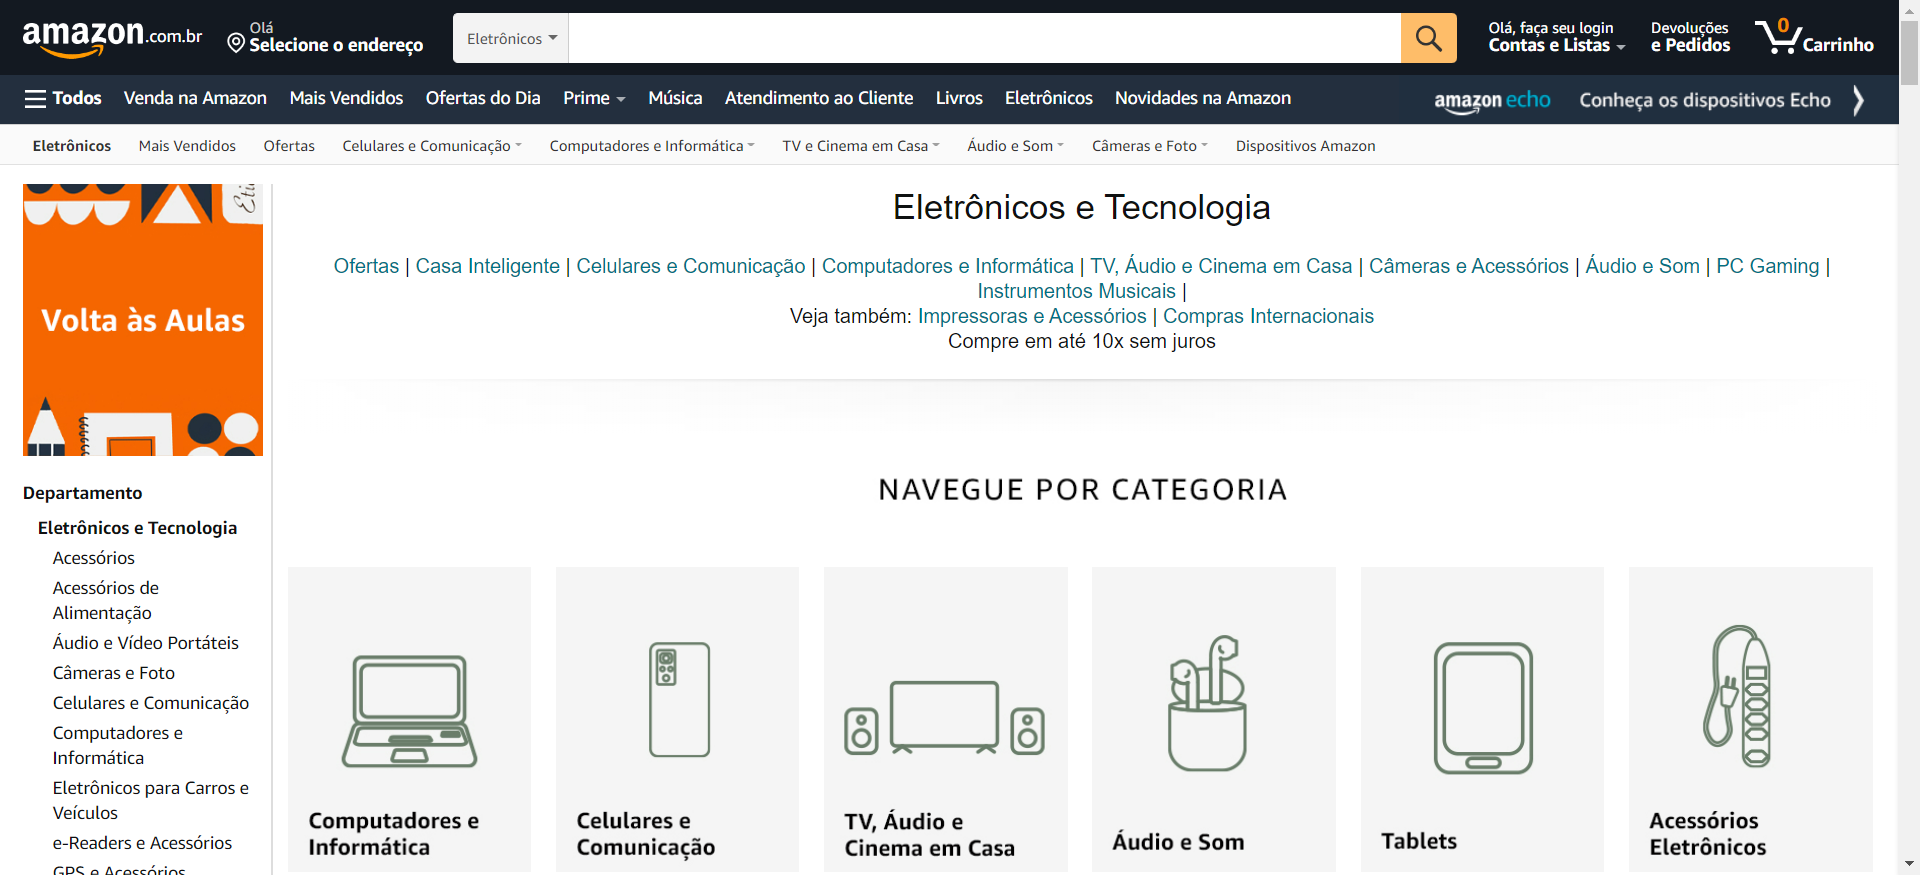 amazon.com.br
Olá
Selecione o endereço
Eletrônicos
Olá, faça seu login
Contas e Listas
Devoluções
e Pedidos
0
Carrinho
Todos
Venda na Amazon
Mais Vendidos
Ofertas do Dia
Prime
Música
Atendimento ao Cliente
Livros
Eletrônicos
Novidades na Amazon
amazon echo
Conheça os dispositivos Echo
Eletrônicos
Mais Vendidos
Ofertas
Celulares e Comunicação
Computadores e Informática
TV e Cinema em Casa
Áudio e Som
Câmeras e Foto
Dispositivos Amazon
Volta às Aulas
Departamento
Eletrônicos e Tecnologia
Acessórios
Acessórios de
Alimentação
Áudio e Vídeo Portáteis
Câmeras e Foto
Celulares e Comunicação
Computadores e
Informática
Eletrônicos para Carros e
Veículos
e-Readers e Acessórios
GPS e Acessórios
Eletrônicos e Tecnologia
Ofertas | Casa Inteligente | Celulares e Comunicação | Computadores e Informática | TV, Áudio e Cinema em Casa | Câmeras e Acessórios | Áudio e Som | PC Gaming |
Instrumentos Musicais |
Veja também: Impressoras e Acessórios | Compras Internacionais
Compre em até 10x sem juros
NAVEGUE POR CATEGORIA
Computadores e
Informática
Celulares e
Comunicação
TV, Áudio e
Cinema em Casa
Áudio e Som
Tablets
Acessórios
Eletrônicos